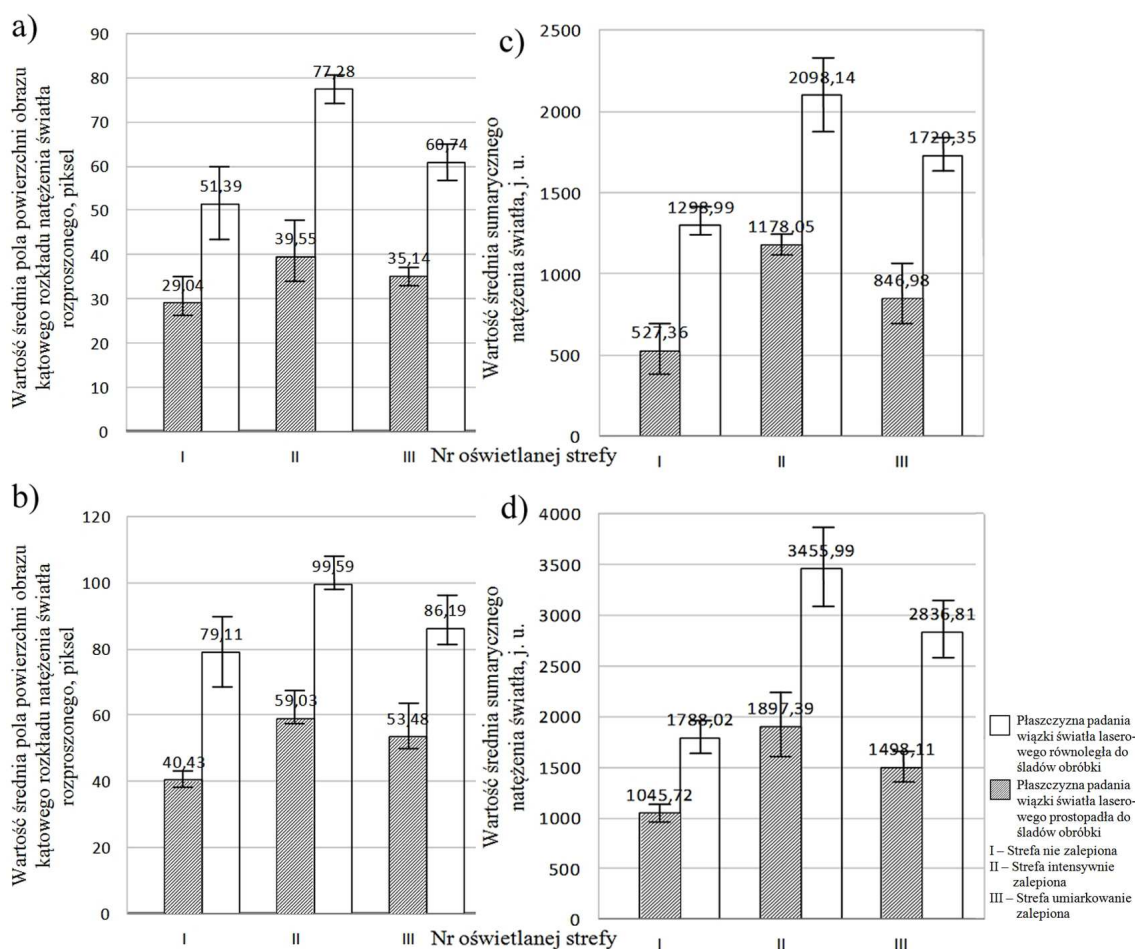 a)
Wartość średnia pola powierzchni obrazu
kątowego rozkładu natężenia światła
rozproszonego, piksel
90
80
70
60
50
40
30
20
10
0
29,04
51,39
39,55
77,28
35,14
60,74
I
II
III
Nr oświetlanej strefy
c)
Wartość średnia sumarycznego
natężenia światła, j. u.
2500
2000
1500
1000
500
0
527,36
1298,99
1178,05
2098,14
846,98
1729,35
I
II
III
b)
Wartość średnia pola powierzchni obrazu
kątowego rozkładu natężenia światła
rozproszonego, piksel
120
100
80
60
40
20
0
40,43
79,11
59,03
99,59
53,48
86,19
I
II
III
Nr oświetlanej strefy
d)
Wartość średnia sumarycznego
natężenia światła, j. u.
4000
3500
3000
2500
2000
1500
1000
500
0
1045,72
1788,02
1897,39
3455,99
1498,11
2836,81
I
II
III
Płaszczyzna padania
wiązki światła lasero-
wego równoległa do
śladów obróbki
Płaszczyzna padania
wiązki światła lasero-
wego prostopadła do
śladów obróbki
I – Strefa nie zalepiona
II – Strefa intensywnie
zalepiona
III – Strefa umiarkowanie
zalepiona